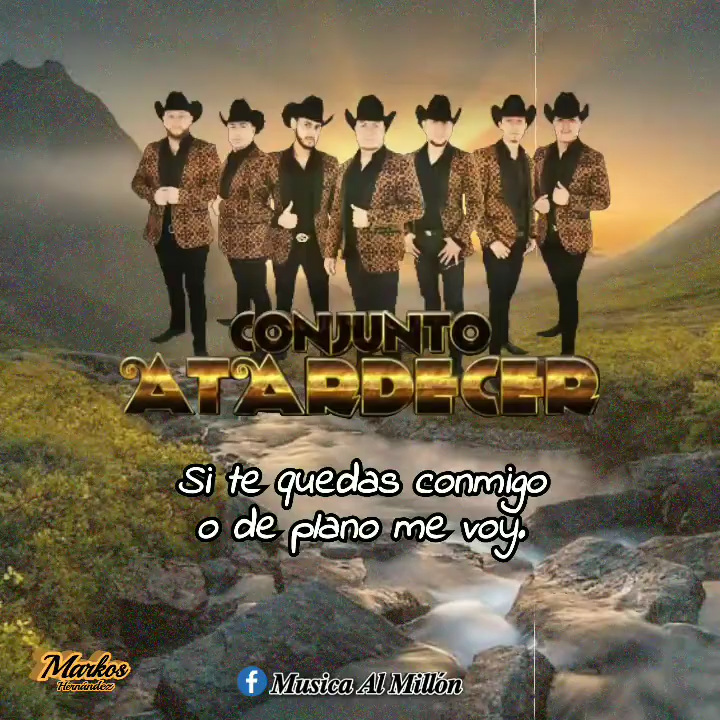 CONJUNTO
ATARDECER
Si te quedas conmigo
o de plano me voy.
Markos
Hernández
f Musica Al Millón